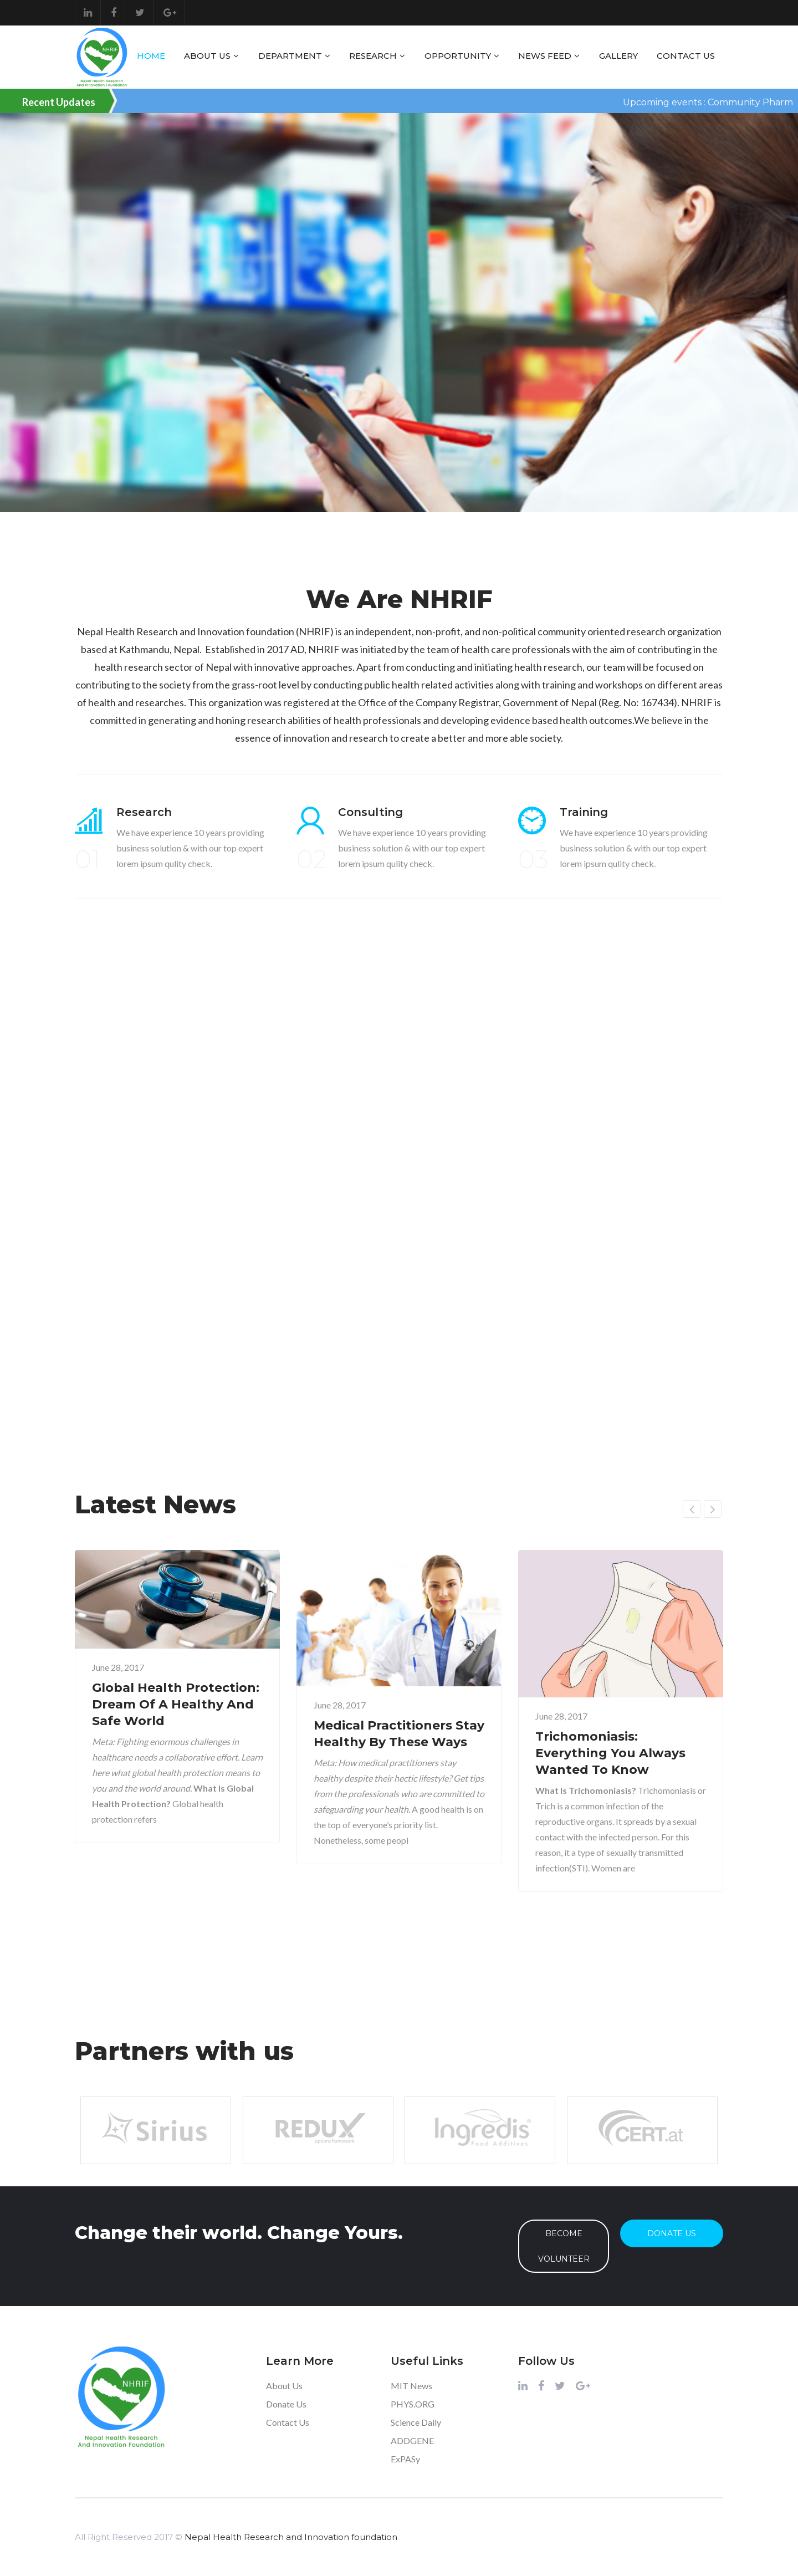 NHRIF
Nepal Health Research
And Innovation Foundation
HOME
ABOUT US
DEPARTMENT
RESEARCH
OPPORTUNITY
NEWS FEED
GALLERY
CONTACT US
Recent Updates
Upcoming events : Community Pharm
We Are NHRIF
Nepal Health Research and Innovation foundation (NHRIF) is an independent, non-profit, and non-political community oriented research organization
based at Kathmandu, Nepal. Established in 2017 AD, NHRIF was initiated by the team of health care professionals with the aim of contributing in the
health research sector of Nepal with innovative approaches. Apart from conducting and initiating health research, our team will be focused on
contributing to the society from the grass-root level by conducting public health related activities along with training and workshops on different areas
of health and researches. This organization was registered at the Office of the Company Registrar, Government of Nepal (Reg. No: 167434). NHRIF is
committed in generating and honing research abilities of health professionals and developing evidence based health outcomes.We believe in the
essence of innovation and research to create a better and more able society.
01
Research
We have experience 10 years providing
business solution & with our top expert
lorem ipsum qulity check.
02
Consulting
We have experience 10 years providing
business solution & with our top expert
lorem ipsum qulity check.
03
Training
We have experience 10 years providing
business solution & with our top expert
lorem ipsum qulity check.
Latest News
June 28, 2017
Global Health Protection:
Dream Of A Healthy And
Safe World
Meta: Fighting enormous challenges in
healthcare needs a collaborative effort. Learn
here what global health protection means to
you and the world around. What Is Global
Health Protection? Global health
protection refers
June 28, 2017
Medical Practitioners Stay
Healthy By These Ways
Meta: How medical practitioners stay
healthy despite their hectic lifestyle? Get tips
from the professionals who are committed to
safeguarding your health. A good health is on
the top of everyone's priority list.
Nonetheless, some peopl
June 28, 2017
Trichomoniasis:
Everything You Always
Wanted To Know
What Is Trichomoniasis? Trichomoniasis or
Trich is a common infection of the
reproductive organs. It spreads by a sexual
contact with the infected person. For this
reason, it a type of sexually transmitted
infection(STI). Women are
Partners with us
Sirius
REDUX
options framework
Ingredis
Food Additives
CERT.at
Change their world. Change Yours.
BECOME
VOLUNTEER
DONATE US
NHRIF
Nepal Health Research
And Innovation Foundation
Learn More
About Us
Donate Us
Contact Us
Useful Links
MIT News
PHYS.ORG
Science Daily
ADDGENE
ExPASy
Follow Us
All Right Reserved 2017 © Nepal Health Research and Innovation foundation